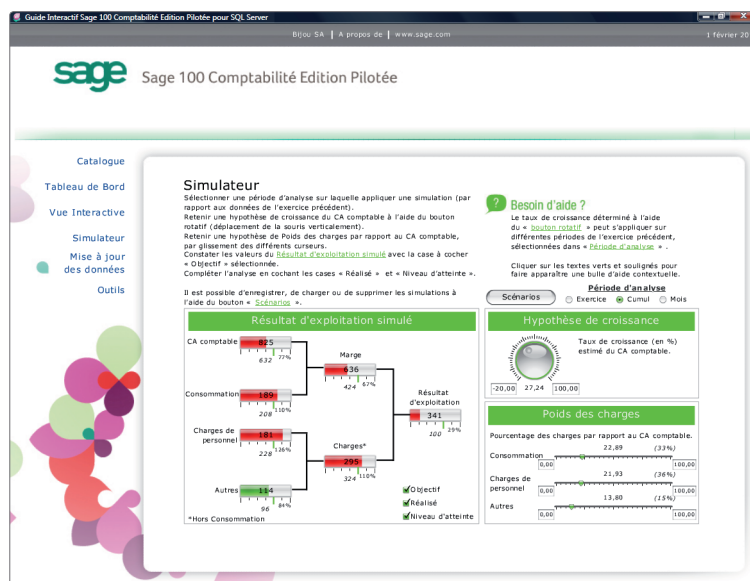 Guide Interactif Sage 100 Comptabilité Edition Pilotée pour SQL Server
Bijou SA | A propos de | www.sage.com
1 février 20
sage
Sage 100 Comptabilité Edition Pilotée
Catalogue
Tableau de Bord
Vue Interactive
Simulateur
Mise à jour
des données
Outils
Simulateur
Sélectionner une période d'analyse sur laquelle appliquer une simulation (par
rapport aux données de l'exercice précédent).
Retenir une hypothèse de croissance du CA comptable à l'aide du bouton
rotatif (déplacement de la souris verticalement).
Retenir une hypothèse de Poids des charges par rapport au CA comptable,
par glissement des différents curseurs.
Constater les valeurs du Résultat d'exploitation simulé avec la case à cocher
« Objectif » sélectionnée.
Compléter l'analyse en cochant les cases « Réalisé » et « Niveau d'atteinte ».
Il est possible d'enregistrer, de charger ou de supprimer les simulations à
l'aide du bouton « Scénarios ».
? Besoin d'aide ?
Le taux de croissance déterminé à l'aide
du « bouton rotatif » peut s'appliquer sur
différentes périodes de l'exercice précédent,
sélectionnées dans « Période d'analyse » .
Cliquer sur les textes verts et soulignés pour
faire apparaître une bulle d'aide contextuelle.
Scénarios
Période d'analyse
Exercice Cumul Mois
Résultat d'exploitation simulé
CA comptable
825
632 77%
Consommation
189
208 110%
Marge
636
424 67%
Charges de
personnel
181
228 126%
Autres
114
96 84%
Charges*
295
324 110%
Résultat
d'exploitation
341
100 29%
Objectif
Réalisé
Niveau d'atteinte
*Hors Consommation
Hypothèse de croissance
Taux de croissance (en %)
estimé du CA comptable.
-20,00 27,24 100,00
Poids des charges
Pourcentage des charges par rapport au CA comptable.
Consommation
22,89 (33%)
0,00 100,00
Charges de
personnel
21,93 (36%)
0,00 100,00
Autres
13,80 (15%)
0,00 100,00